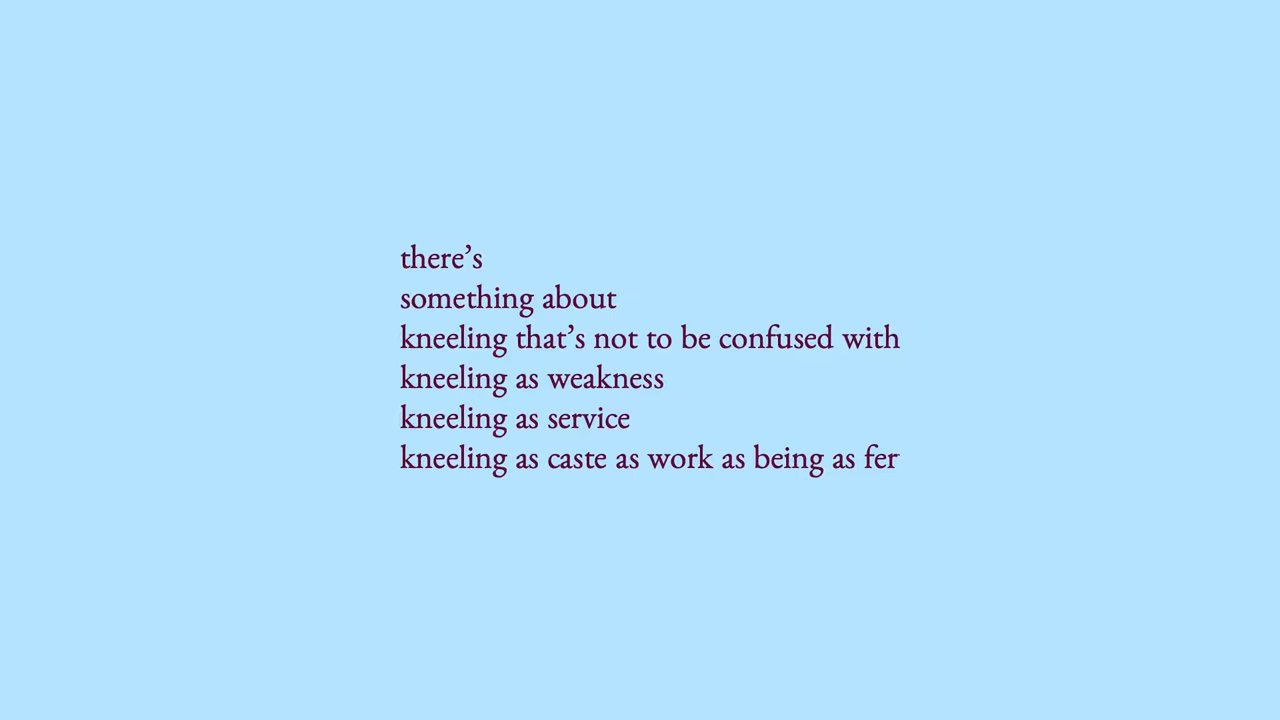 there’s
something about
kneeling that’s not to be confused with
kneeling as weakness
kneeling as service
kneeling as caste as work as being as fer